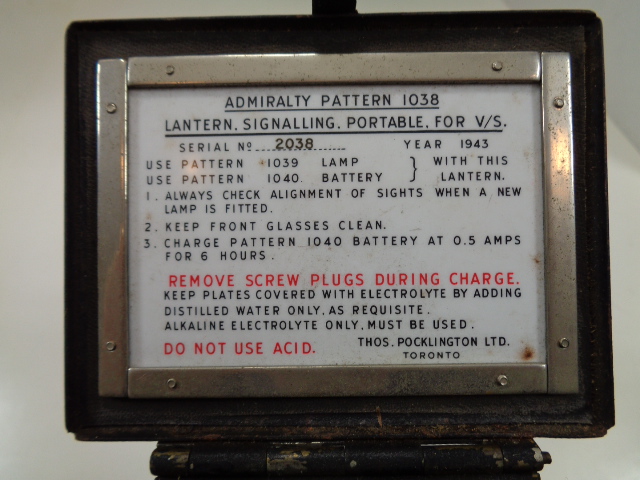 ADMIRALTY PATTERN 1038
LANTERN, SIGNALLING, PORTABLE, FOR V/S.
SERIAL Nº 2038 YEAR 1943
USE PATTERN 1039 LAMP } WITH THIS
USE PATTERN 1040. BATTERY LANTERN.
1. ALWAYS CHECK ALIGNMENT OF SIGHTS WHEN A NEW
LAMP IS FITTED.
2. KEEP FRONT GLASSES CLEAN.
3. CHARGE PATTERN 1040 BATTERY AT 0.5 AMPS
FOR 6 HOURS.
REMOVE SCREW PLUGS DURING CHARGE.
KEEP PLATES COVERED WITH ELECTROLYTE BY ADDING
DISTILLED WATER ONLY, AS REQUISITE.
ALKALINE ELECTROLYTE ONLY, MUST BE USED.
DO NOT USE ACID. THOS. POCKLINGTON LTD.
TORONTO